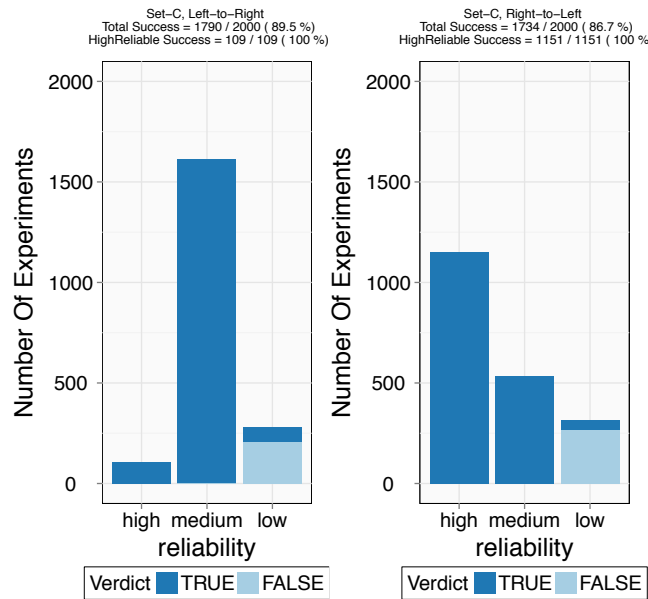 Set-C, Left-to-Right
Total Success = 1790 / 2000 ( 89.5 %)
HighReliable Success = 109 / 109 ( 100 %)
Number Of Experiments
2000
1500
1000
500
0
high medium low
reliability
Verdict TRUE FALSE
Set-C, Right-to-Left
Total Success = 1734 / 2000 ( 86.7 %)
HighReliable Success = 1151 / 1151 ( 100 %)
Number Of Experiments
2000
1500
1000
500
0
high medium low
reliability
Verdict TRUE FALSE